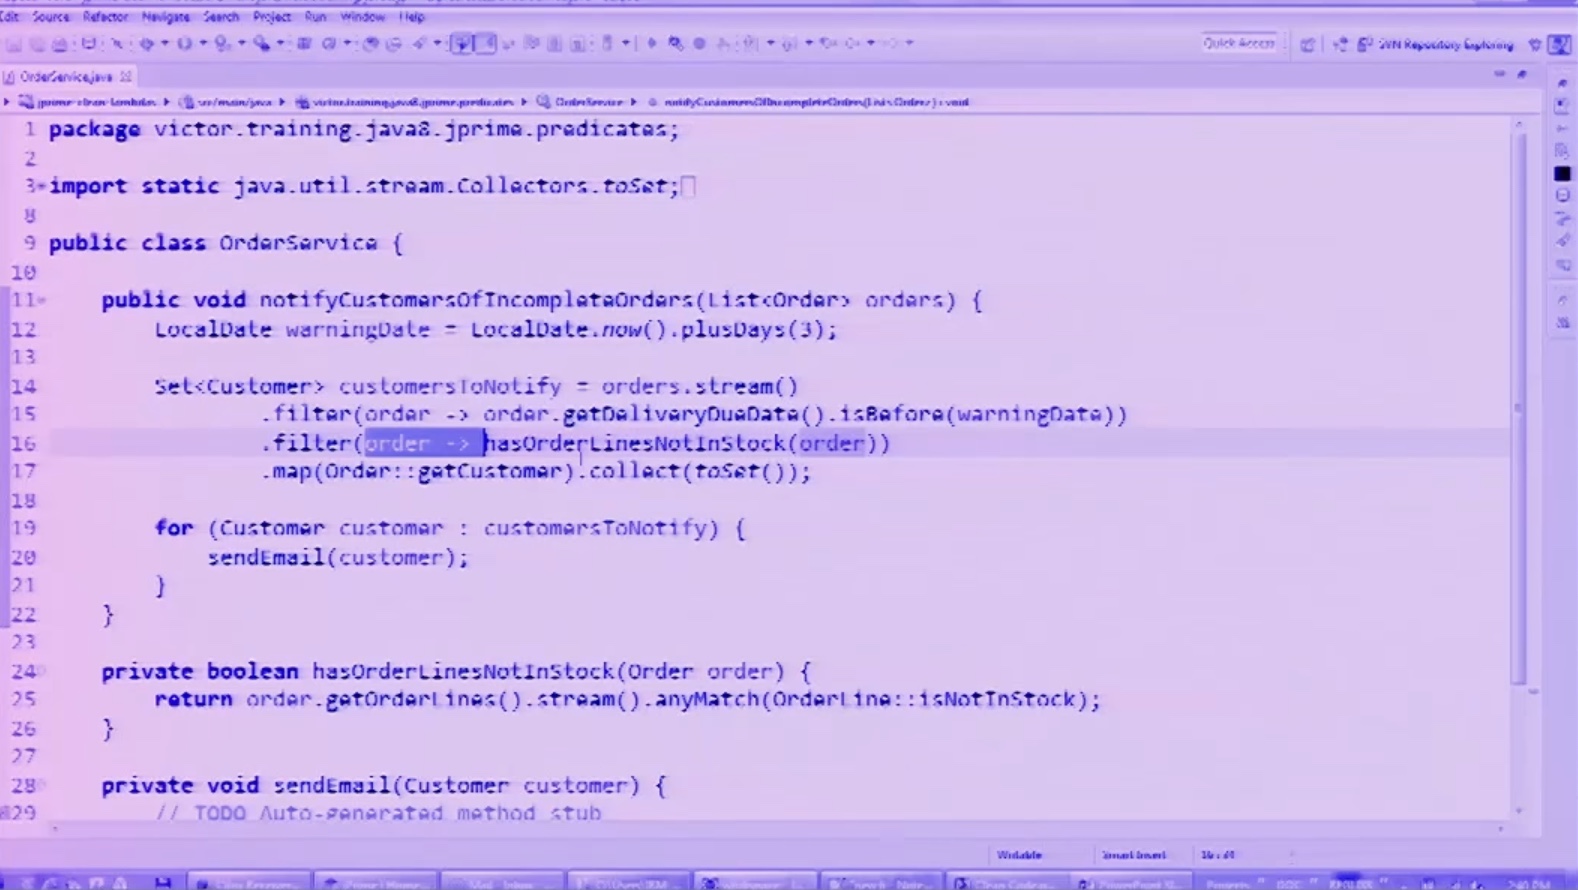 Edit Source Refactor Navigate Search Project Run Window Help
Quick Access SVN Repository Exploring
OrderService.java
jprime-clean-lambdas src/main/java victor.training.java8.jprime.predicates OrderService notifyCustomersOfIncompleteOrders(List<Order>) : void
1 package victor.training.java8.jprime.predicates;
2
3 import static java.util.stream.Collectors.toSet;
8
9 public class OrderService {
10
11 public void notifyCustomersOfIncompleteOrders(List<Order> orders) {
12 LocalDate warningDate = LocalDate.now().plusDays(3);
13
14 Set<Customer> customersToNotify = orders.stream()
15 .filter(order -> order.getDeliveryDueDate().isBefore(warningDate))
16 .filter(order -> hasOrderLinesNotInStock(order))
17 .map(Order::getCustomer).collect(toSet());
18
19 for (Customer customer : customersToNotify) {
20 sendEmail(customer);
21 }
22 }
23
24 private boolean hasOrderLinesNotInStock(Order order) {
25 return order.getOrderLines().stream().anyMatch(OrderLine::isNotInStock);
26 }
27
28 private void sendEmail(Customer customer) {
29 // TODO Auto-generated method stub
Writable Smart Insert